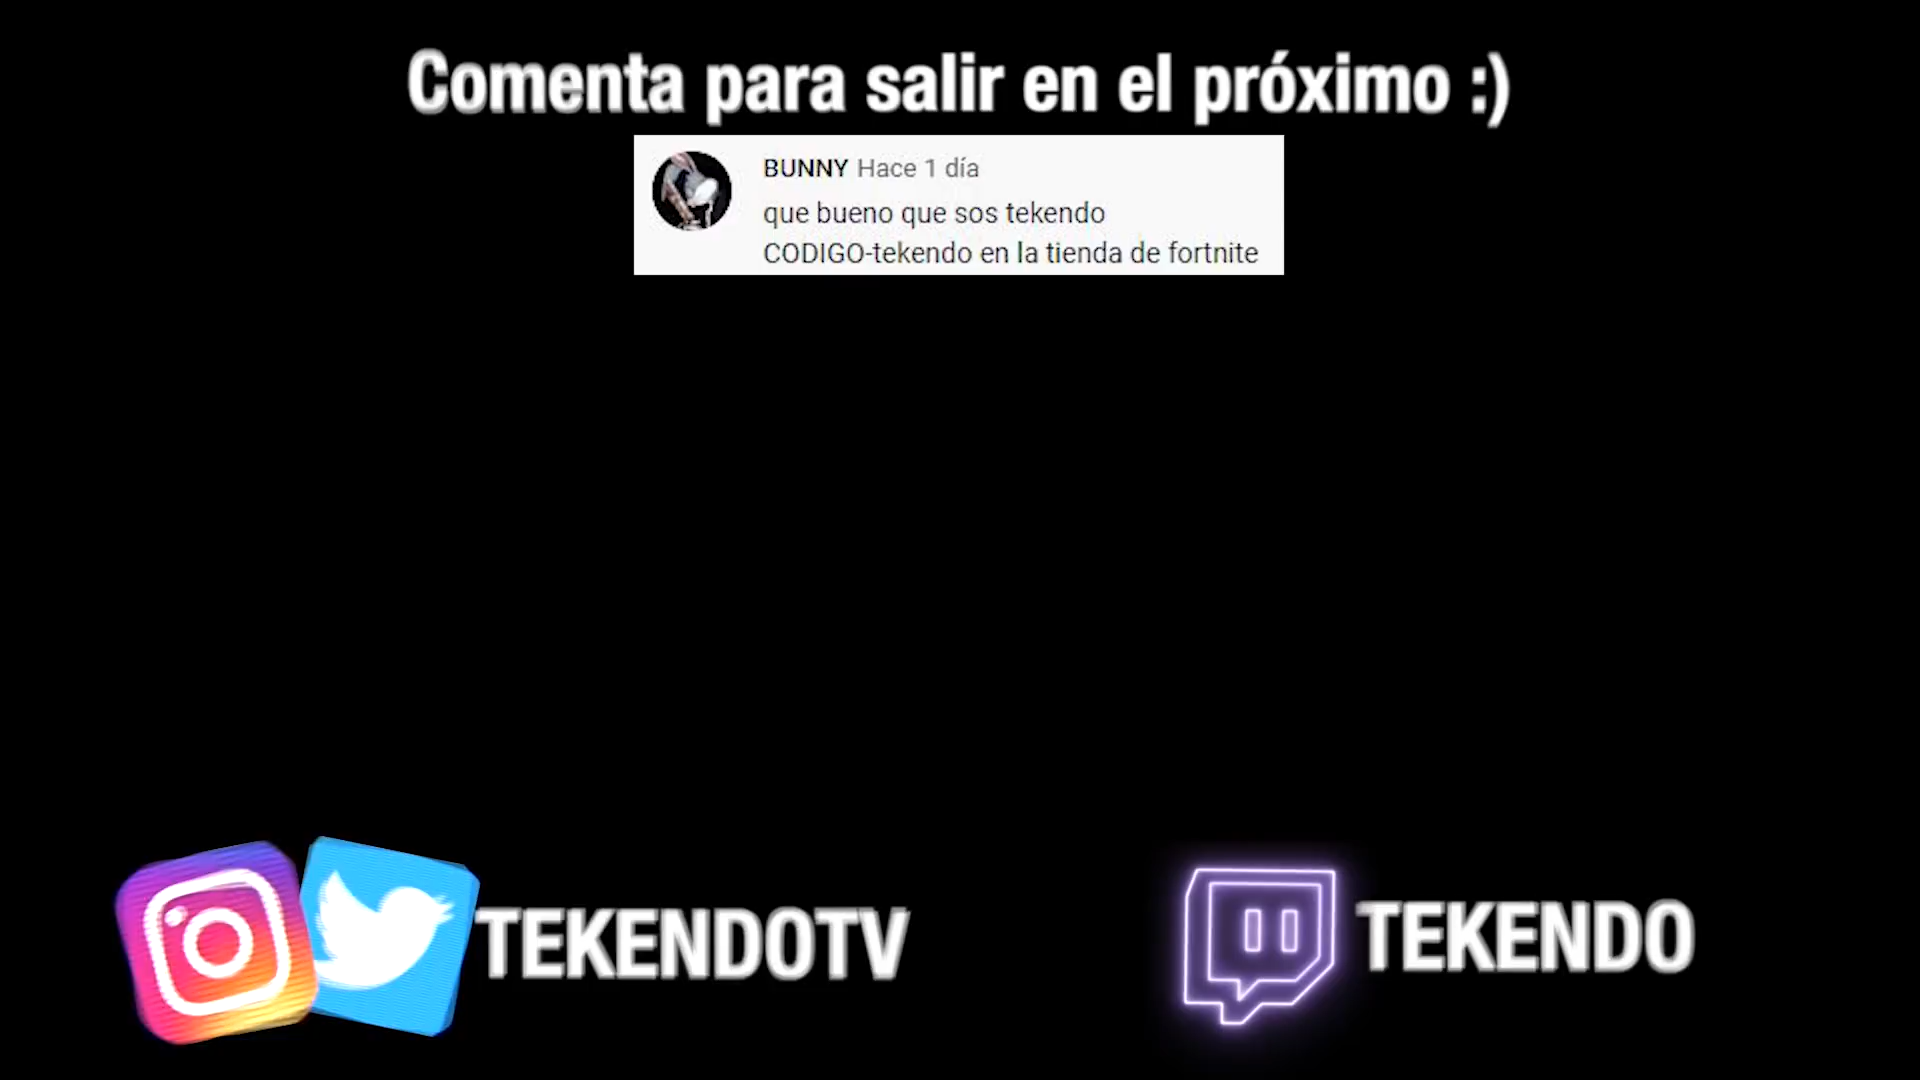 Comenta para salir en el próximo :)
BUNNY Hace 1 día
que bueno que sos tekendo
CODIGO-tekendo en la tienda de fortnite
TEKENDOTV
TEKENDO